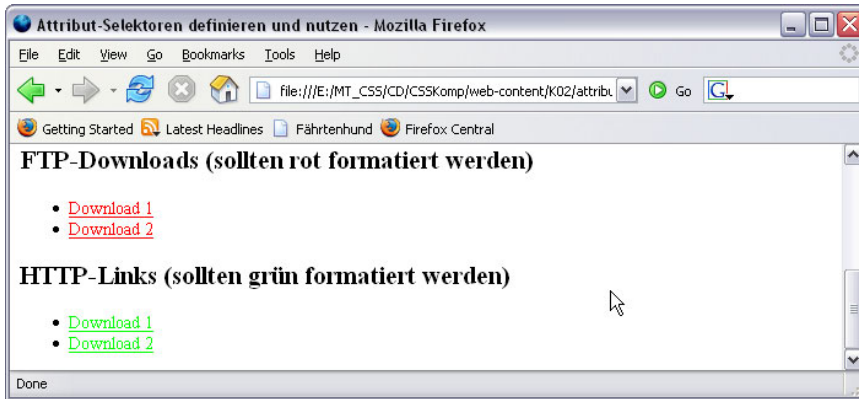 Attribut-Selektoren definieren und nutzen - Mozilla Firefox
File Edit View Go Bookmarks Tools Help
file:///E:/MT_CSS/CD/CSSKomp/web-content/K02/attribu Go G
Getting Started Latest Headlines Fährtenhund Firefox Central
FTP-Downloads (sollten rot formatiert werden)
• Download 1
• Download 2
HTTP-Links (sollten grün formatiert werden)
• Download 1
• Download 2
Done